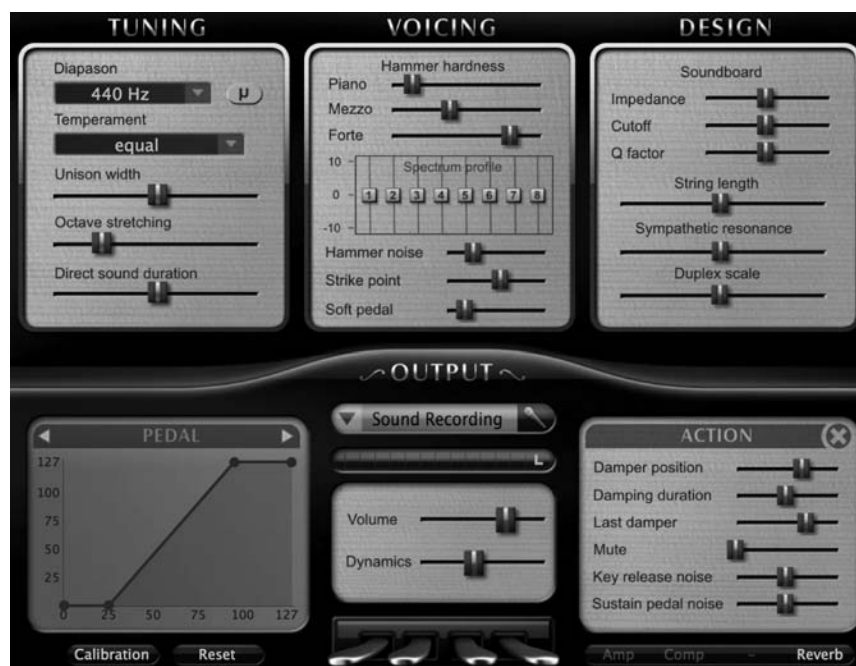 TUNING
Diapason
440 Hz
μ
Temperament
equal
Unison width
Octave stretching
Direct sound duration
VOICING
Hammer hardness
Piano
Mezzo
Forte
10
Spectrum profile
0
1 2 3 4 5 6 7 8
-10
Hammer noise
Strike point
Soft pedal
DESIGN
Soundboard
Impedance
Cutoff
Q factor
String length
Sympathetic resonance
Duplex scale
OUTPUT
PEDAL
127
100
75
50
25
0 25 50 75 100 127
Calibration Reset
Sound Recording
L
Volume
Dynamics
ACTION
Damper position
Damping duration
Last damper
Mute
Key release noise
Sustain pedal noise
Amp Comp - Reverb